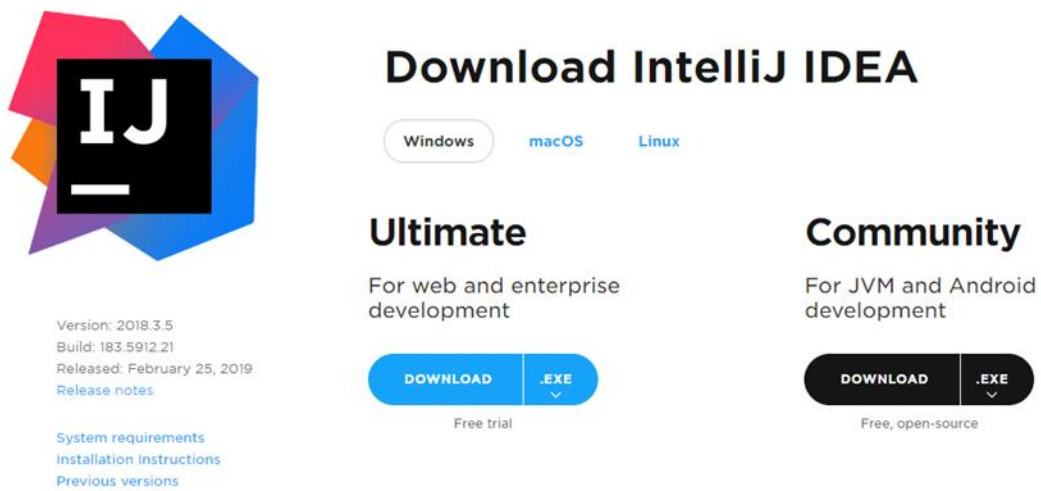 IJ
Download IntelliJ IDEA
Windows macOS Linux
Ultimate
For web and enterprise
development
DOWNLOAD .EXE
Free trial
Community
For JVM and Android
development
DOWNLOAD .EXE
Free, open-source
Version: 2018.3.5
Build: 183.5912.21
Released: February 25, 2019
Release notes
System requirements
Installation Instructions
Previous versions